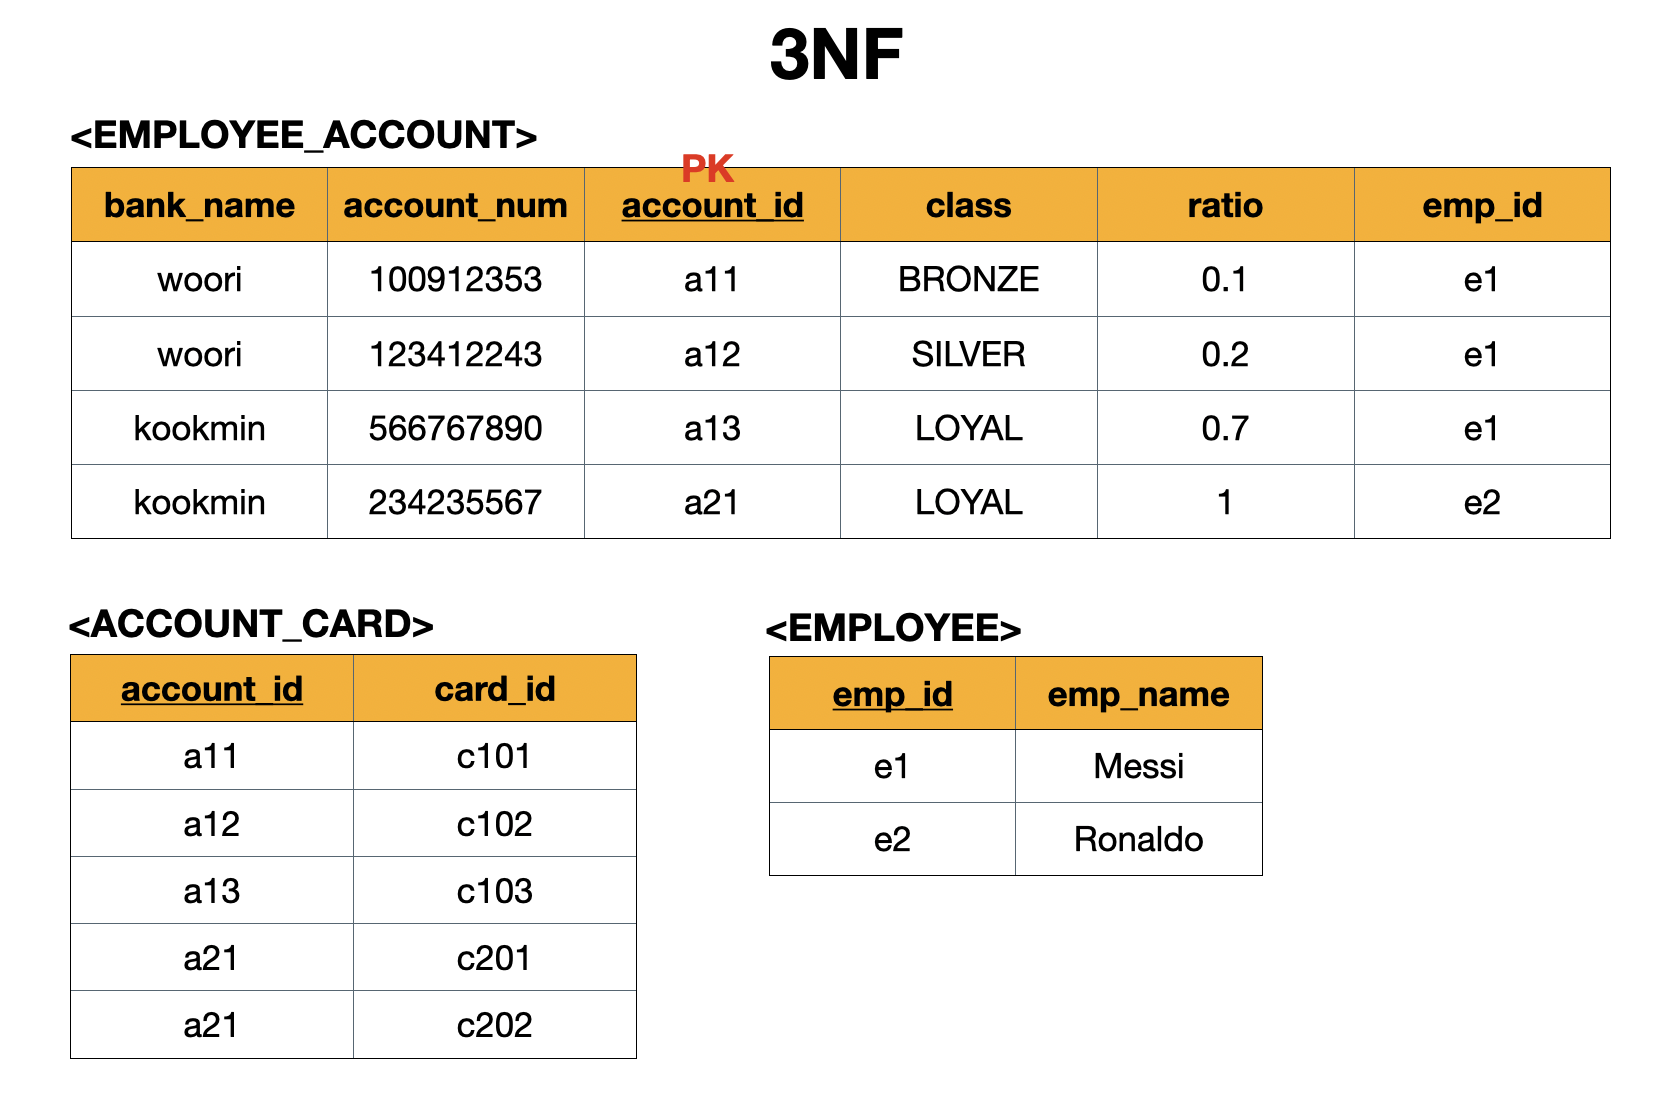 3NF
<EMPLOYEE_ACCOUNT>
PK
bank_name account_num account_id class ratio emp_id
woori 100912353 a11 BRONZE 0.1 e1
woori 123412243 a12 SILVER 0.2 e1
kookmin 566767890 a13 LOYAL 0.7 e1
kookmin 234235567 a21 LOYAL 1 e2
<ACCOUNT_CARD>
account_id card_id
a11 c101
a12 c102
a13 c103
a21 c201
a21 c202
<EMPLOYEE>
emp_id emp_name
e1 Messi
e2 Ronaldo